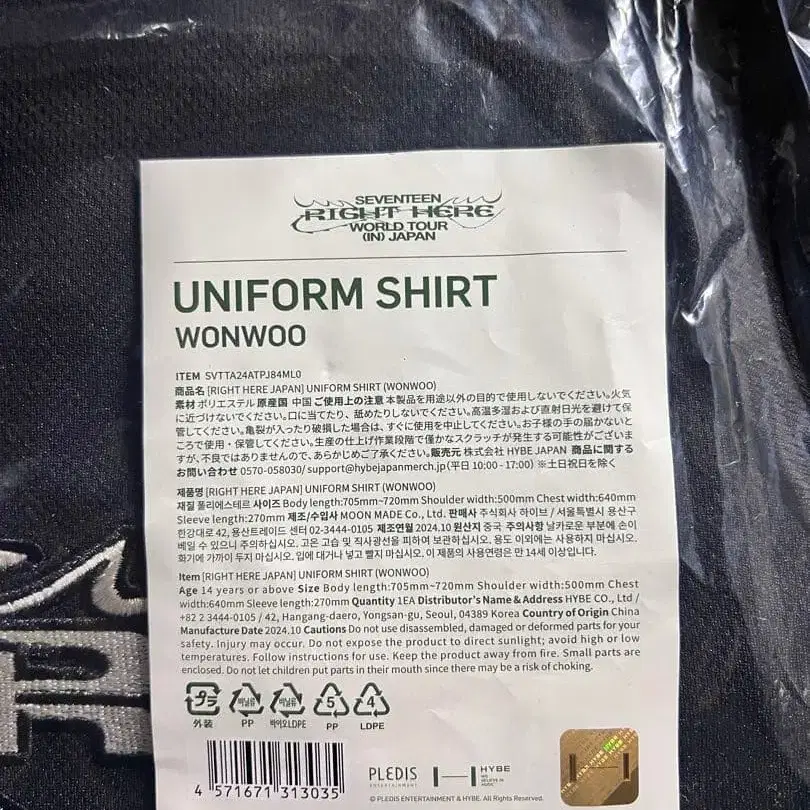 SEVENTEEN
RIGHT HERE
WORLD TOUR
(IN) JAPAN
UNIFORM SHIRT
WONWOO
ITEM SVTTA24ATPJ84ML0
商品名 [RIGHT HERE JAPAN] UNIFORM SHIRT (WONWOO)
素材 ポリエステル 原産国 中国 ご使用上の注意 本製品を用途以外の目的で使用しないでください。火気
に近づけないでください。口に当てたり、舐めたりしないでください。高温多湿および直射日光を避けて保
管してください。亀裂が入ったり破損した場合は、すぐに使用を中止してください。お子様の手の届かないと
ころで使用・保管してください。生産の仕上げ作業段階で僅かなスクラッチが発生する可能性がございま
すが、不良ではありませんので、あらかじめご了承ください。販売元 株式会社 HYBE JAPAN 商品に関する
お問い合わせ 0570-058030/ support@hybejapanmerch.jp(平日 10:00 - 17:00) ※土日祝日を除く
제품명 [RIGHT HERE JAPAN] UNIFORM SHIRT (WONWOO)
재질 폴리에스테르 사이즈 Body length:705mm~720mm Shoulder width:500mm Chest width:640mm
Sleeve length:270mm 제조/수입사 MOON MADE Co., Ltd. 판매사 주식회사 하이브 / 서울특별시 용산구
한강대로 42, 용산트레이드 센터 02-3444-0105 제조연월 2024.10 원산지 중국 주의사항 날카로운 부분에 손이
베일 수 있으니 주의하십시오. 고온 고습 및 직사광선을 피하여 보관하십시오. 용도 이외에는 사용하지 마십시오.
화기에 가까이 두지 마십시오. 입에 대거나 넣고 빨지 마십시오. 이 제품의 사용연령은 만 14세 이상입니다.
Item [RIGHT HERE JAPAN] UNIFORM SHIRT (WONWOO)
Age 14 years or above Size Body length:705mm~720mm Shoulder width:500mm Chest
width:640mm Sleeve length:270mm Quantity 1EA Distributor's Name & Address HYBE CO., Ltd /
+82 2 3444-0105 / 42, Hangang-daero, Yongsan-gu, Seoul, 04389 Korea Country of Origin China
Manufacture Date 2024.10 Cautions Do not use disassembled, damaged or deformed parts for your
safety. Injury may occur. Do not expose the product to direct sunlight; avoid high or low
temperatures. Follow instructions for use. Keep the product away from fire. Small parts are
enclosed. Do not let children put parts in their mouth since there may be a risk of choking.
プラ 비닐류 비닐류 5 4
外装 PP 바이오LDPE PP LDPE
4 571671 313035
PLEDIS HYBE
ENTERTAINMENT WE BELIEVE IN MUSIC
© PLEDIS ENTERTAINMENT & HYBE. All Rights Reserved.